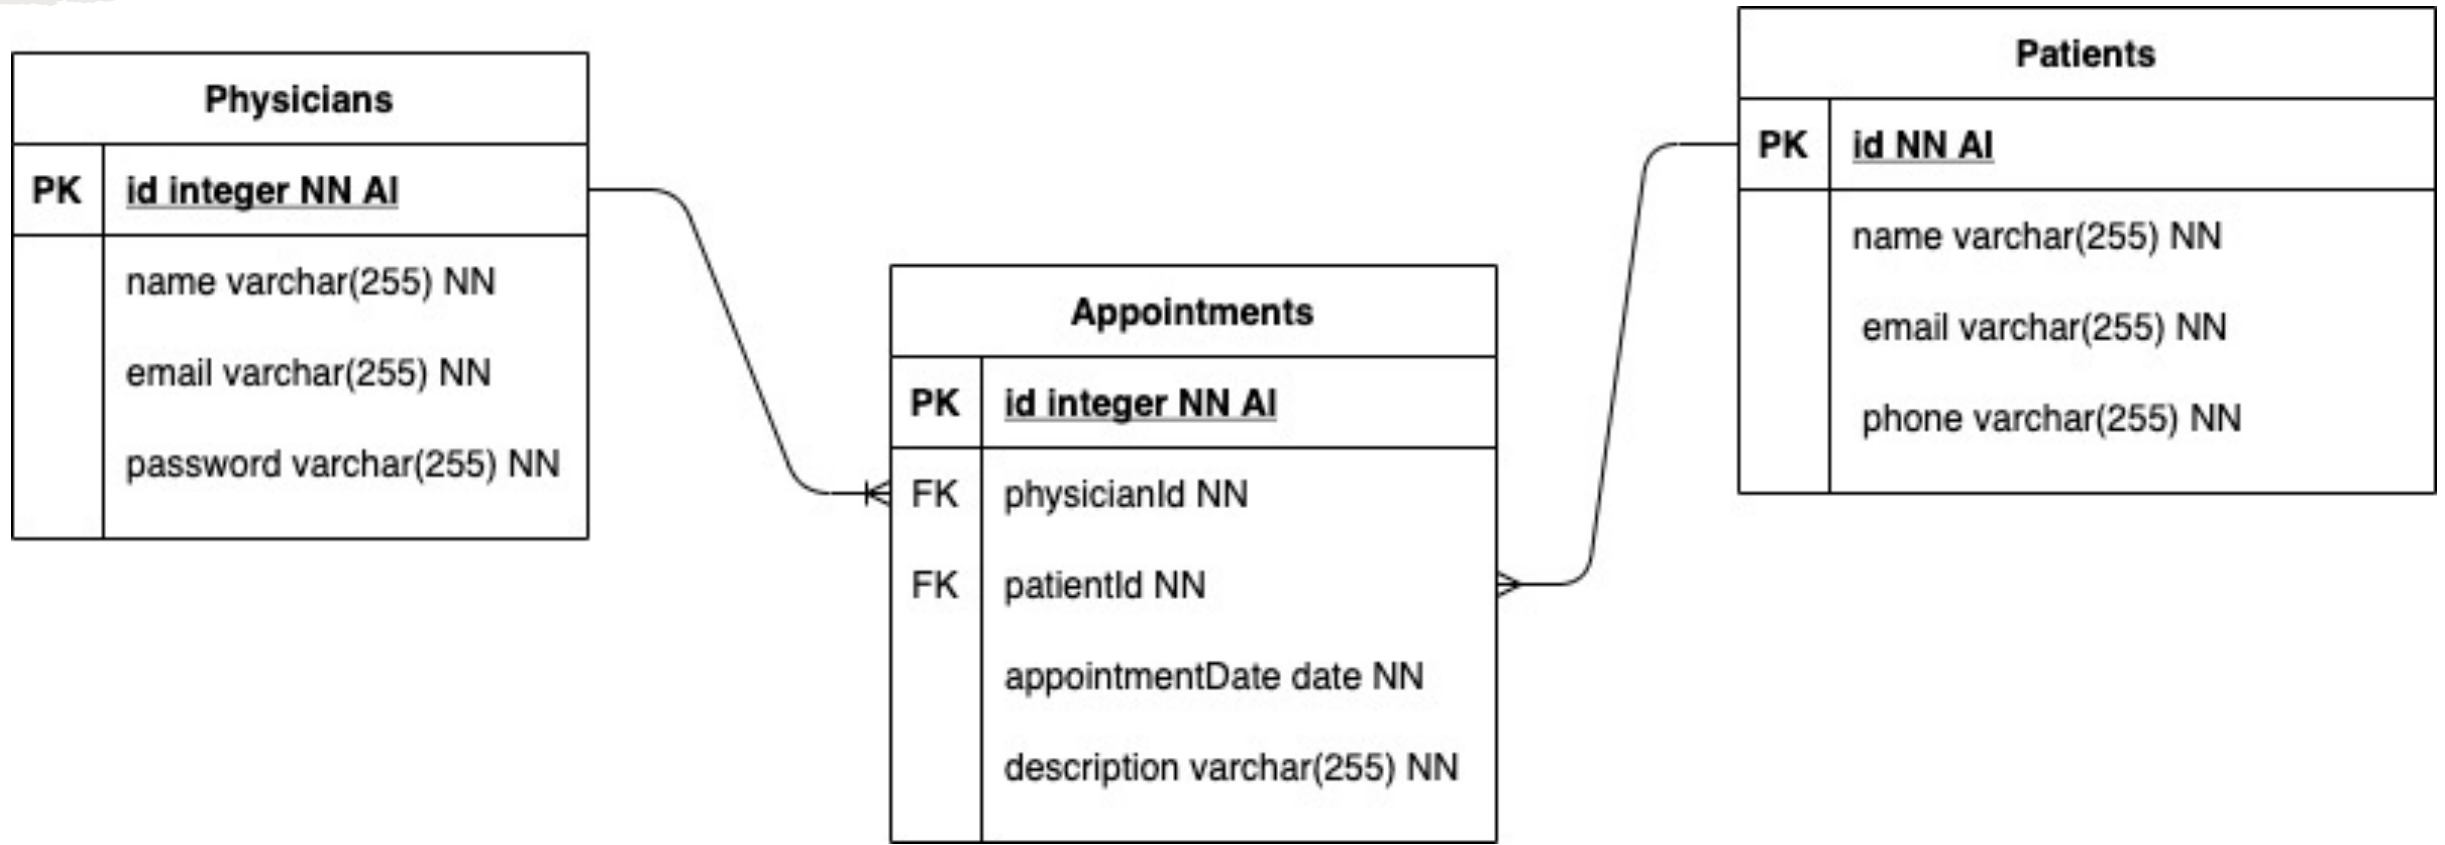 Physicians
PK id integer NN AI
name varchar(255) NN
email varchar(255) NN
password varchar(255) NN
Appointments
PK id integer NN AI
FK physicianId NN
FK patientId NN
appointmentDate date NN
description varchar(255) NN
Patients
PK id NN AI
name varchar(255) NN
email varchar(255) NN
phone varchar(255) NN